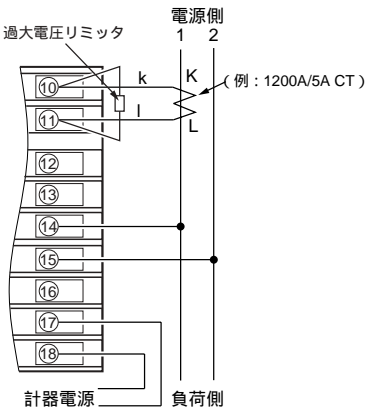 電源側
1 2
過大電圧リミッタ
k K
(例:1200A/5A CT)
l L
⑩
⑪
⑫
⑬
⑭
⑮
⑯
⑰
⑱
計器電源 負荷側